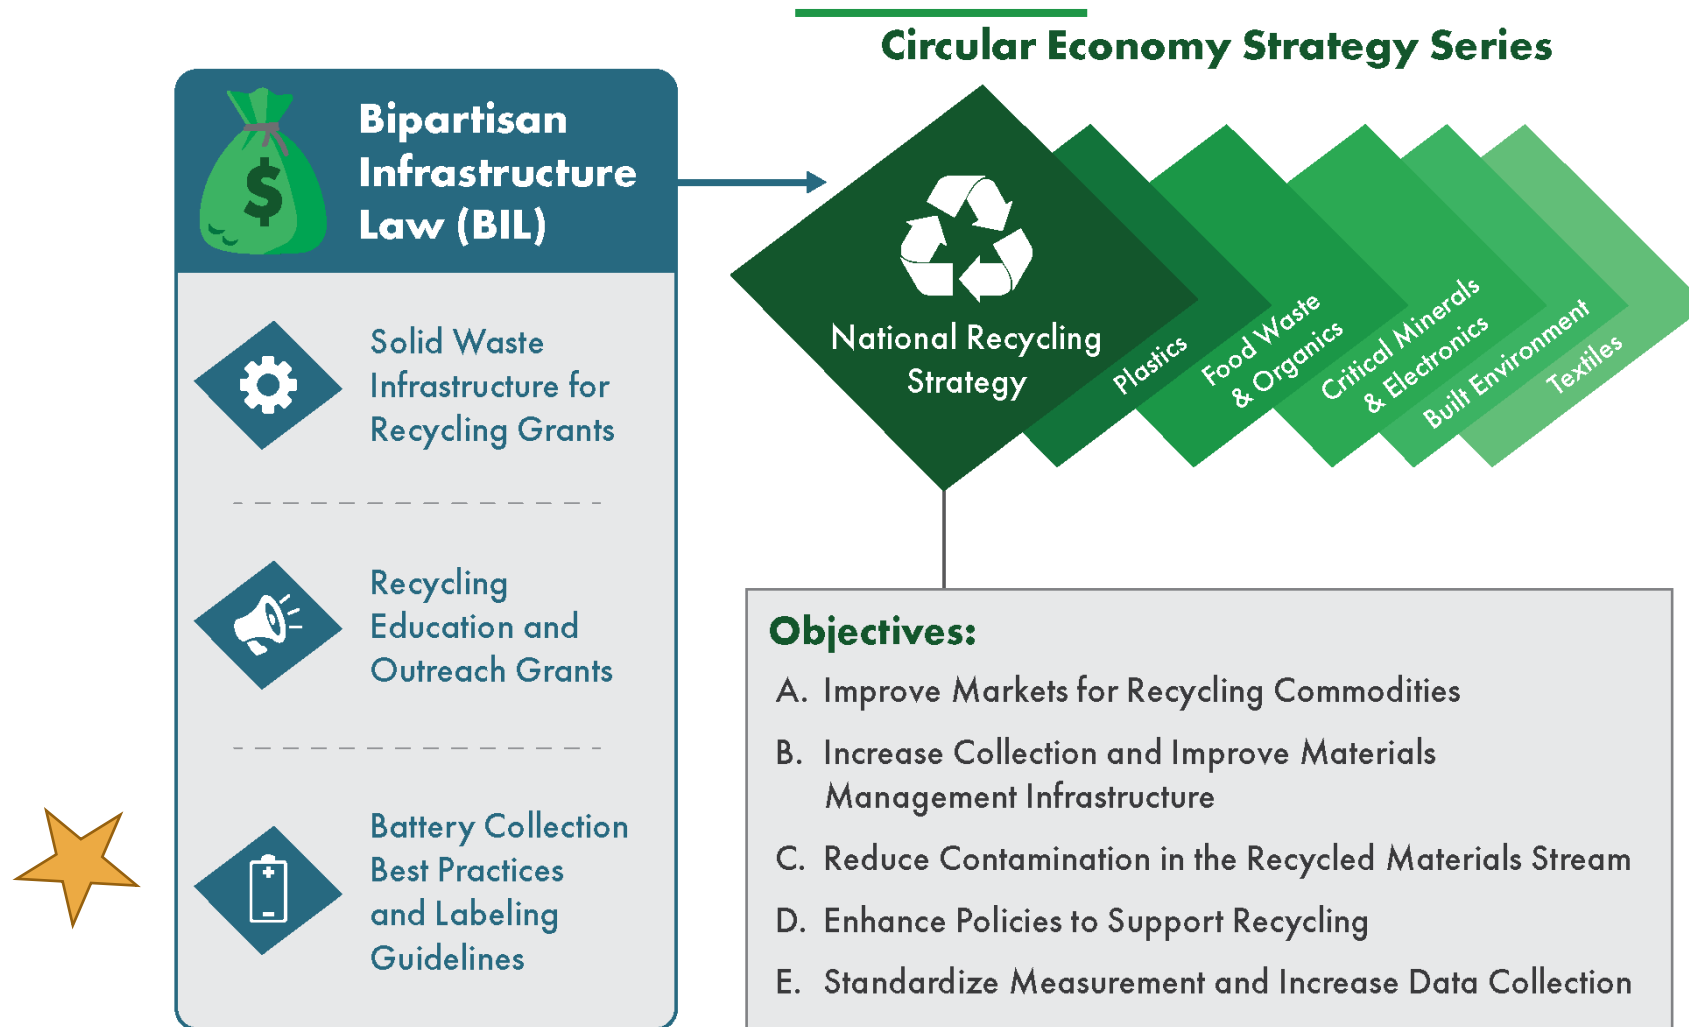 Circular Economy Strategy Series
Bipartisan
Infrastructure
Law (BIL)
$
Solid Waste
Infrastructure for
Recycling Grants
Recycling
Education and
Outreach Grants
Battery Collection
Best Practices
and Labeling
Guidelines
National Recycling
Strategy
Plastics
Food Waste
& Organics
Critical Minerals
& Electronics
Built Environment
Textiles
Objectives:
A. Improve Markets for Recycling Commodities
B. Increase Collection and Improve Materials
Management Infrastructure
C. Reduce Contamination in the Recycled Materials Stream
D. Enhance Policies to Support Recycling
E. Standardize Measurement and Increase Data Collection